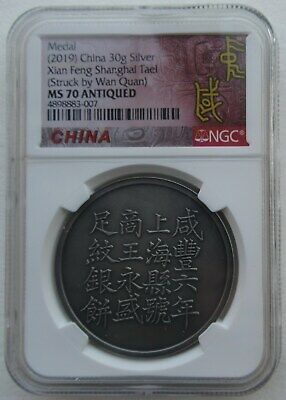 Medal
(2019) China 30g Silver
Xian Feng Shanghai Tael
(Struck by Wan Quan)
MS 70 ANTIQUED
4898883-007
CHINA
NGC®
咸豐六年
上海縣號
商王永盛
足紋銀餅